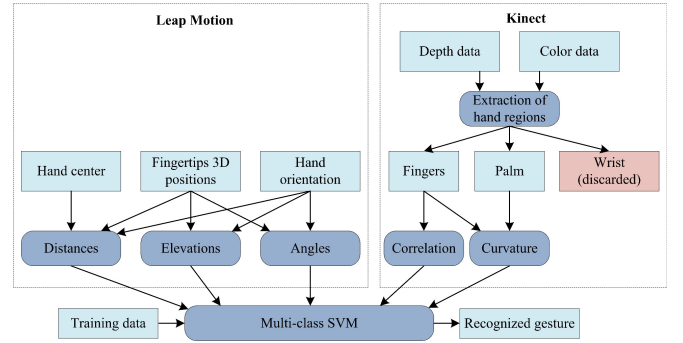 Leap Motion
Kinect
Depth data
Color data
Extraction of
hand regions
Hand center
Fingertips 3D
positions
Hand
orientation
Fingers
Palm
Wrist
(discarded)
Distances
Elevations
Angles
Correlation
Curvature
Training data
Multi-class SVM
Recognized gesture